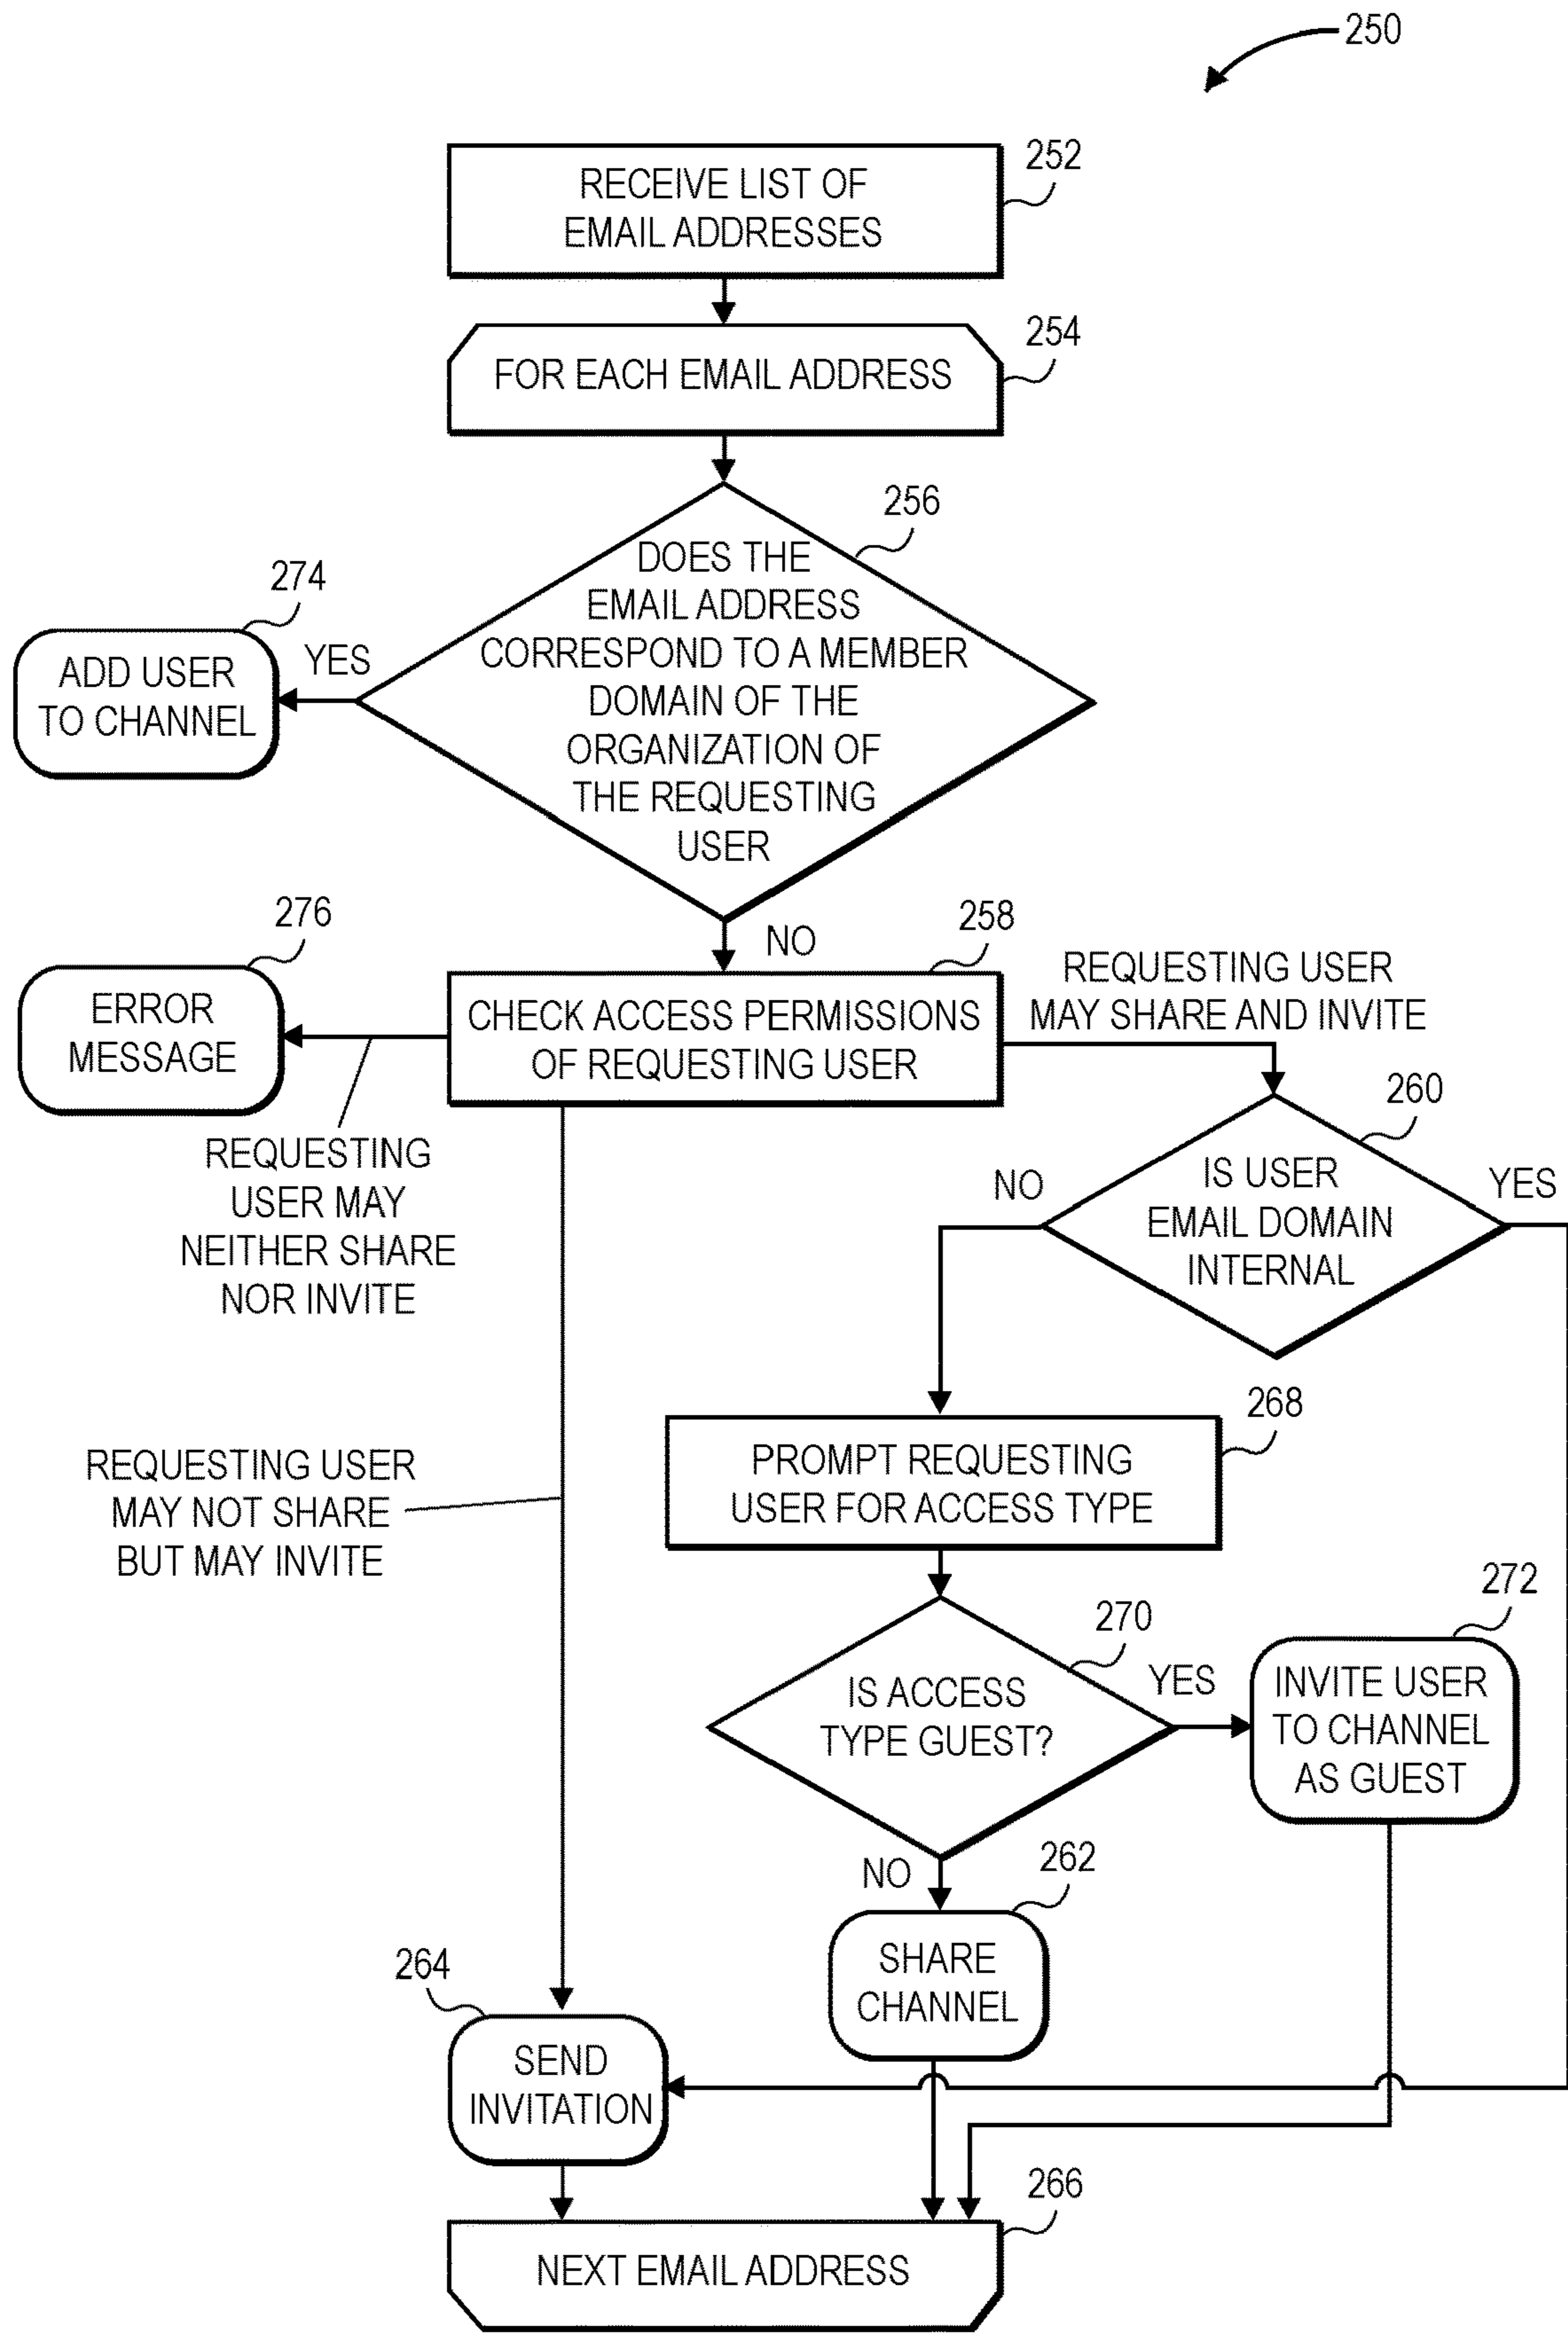 250
252
RECEIVE LIST OF
EMAIL ADDRESSES
254
FOR EACH EMAIL ADDRESS
256
DOES THE
EMAIL ADDRESS
CORRESPOND TO A MEMBER
DOMAIN OF THE
ORGANIZATION OF
THE REQUESTING
USER
274
YES
ADD USER
TO CHANNEL
NO
276
ERROR
MESSAGE
258
CHECK ACCESS PERMISSIONS
OF REQUESTING USER
REQUESTING USER
MAY SHARE AND INVITE
REQUESTING
USER MAY
NEITHER SHARE
NOR INVITE
260
NO
IS USER
EMAIL DOMAIN
INTERNAL
YES
268
PROMPT REQUESTING
USER FOR ACCESS TYPE
REQUESTING USER
MAY NOT SHARE
BUT MAY INVITE
270
IS ACCESS
TYPE GUEST?
YES
272
INVITE USER
TO CHANNEL
AS GUEST
NO
262
SHARE
CHANNEL
264
SEND
INVITATION
266
NEXT EMAIL ADDRESS